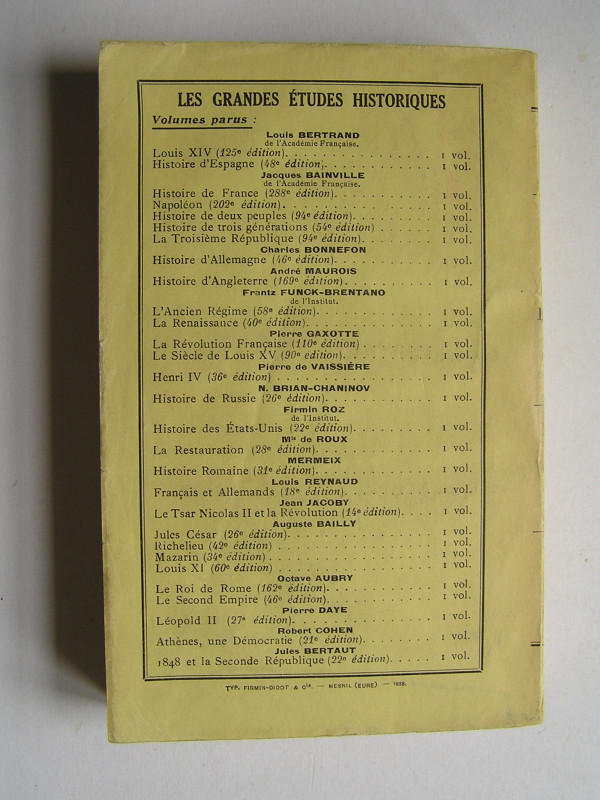 LES GRANDES ÉTUDES HISTORIQUES
Volumes parus :
Louis BERTRAND
de l'Académie Française.
Louis XIV (125e édition). . . . . . . . . . . . . . . 1 vol.
Histoire d'Espagne (48e édition; . . . . . . . . . . . 1 vol.
Jacques BAINVILLE
de l'Académie Française.
Histoire de France (288e édition). . . . . . . . . . 1 vol.
Napoléon (202e édition). . . . . . . . . . . . . . . 1 vol.
Histoire de deux peuples (94e édition). . . . . . . . 1 vol.
Histoire de trois générations (54e édition) . . . . . . 1 vol.
La Troisième République (94e édition). . . . . . . . 1 vol.
Charles BONNEFON
Histoire d'Allemagne (46e édition). . . . . . . . . . 1 vol.
André MAUROIS
Histoire d'Angleterre (169e édition). . . . . . . . . 1 vol.
Frantz FUNCK-BRENTANO
de l'Institut.
L'Ancien Régime (58e édition). . . . . . . . . . . . 1 vol.
La Renaissance (40e édition). . . . . . . . . . . . . 1 vol.
Pierre GAXOTTE
La Révolution Française (110e édition) . . . . . . . 1 vol.
Le Siècle de Louis XV (90e édition). . . . . . . . . 1 vol.
Pierre de VAISSIÈRE
Henri IV (36e édition) . . . . . . . . . . . . . . . 1 vol.
N. BRIAN-CHANINOV
Histoire de Russie (26e édition). . . . . . . . . . . 1 vol.
Firmin ROZ
de l'Institut.
Histoire des États-Unis (22e édition). . . . . . . . . 1 vol.
Mis de ROUX
La Restauration (28e édition). . . . . . . . . . . . 1 vol.
MERMEIX
Histoire Romaine (31e édition). . . . . . . . . . . . 1 vol.
Louis REYNAUD
Français et Allemands (18e édition). . . . . . . . . 1 vol.
Jean JACOBY
Le Tsar Nicolas II et la Révolution (14e édition). . . . 1 vol.
Auguste BAILLY
Jules César (26e édition). . . . . . . . . . . . . . 1 vol.
Richelieu (42e édition) . . . . . . . . . . . . . . . 1 vol.
Mazarin (34e édition) . . . . . . . . . . . . . . . . 1 vol.
Louis XI (60e édition) . . . . . . . . . . . . . . . 1 vol.
Octave AUBRY
Le Roi de Rome (162e édition). . . . . . . . . . . . 1 vol.
Le Second Empire (46e édition). . . . . . . . . . . 1 vol.
Pierre DAYE
Léopold II (27e édition). . . . . . . . . . . . . . . 1 vol.
Robert COHEN
Athènes, une Démocratie (21e édition). . . . . . . . 1 vol.
Jules BERTAUT
1848 et la Seconde République (22e édition). . . . . 1 vol.
TYP. FIRMIN-DIDOT & Cie. — MESNIL (EURE). — 1938.